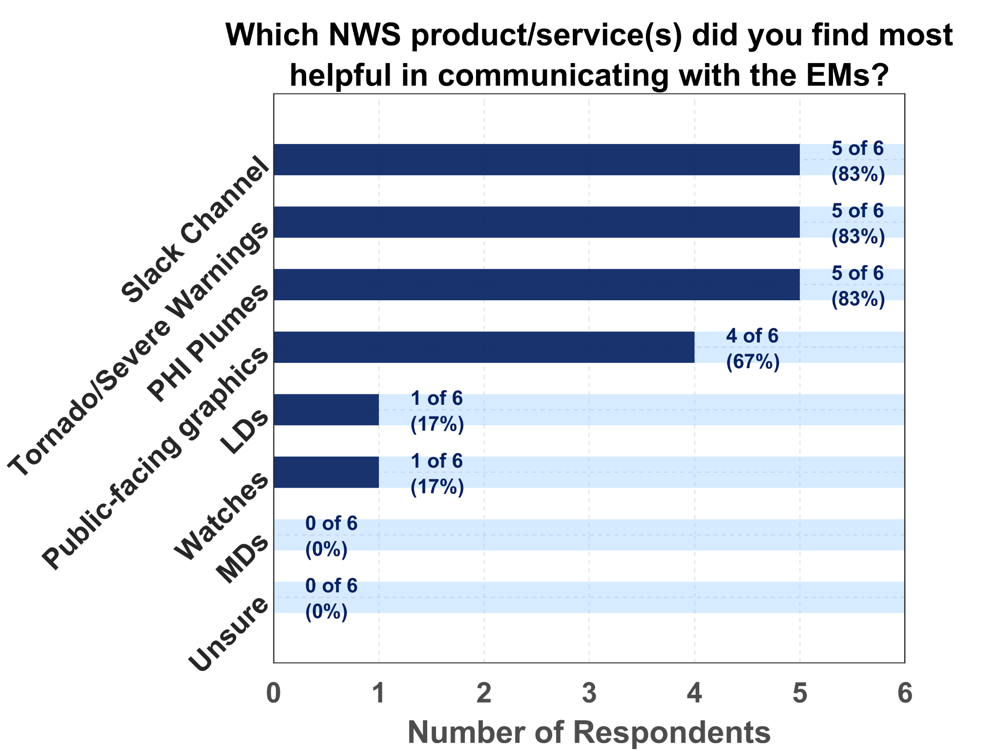 Which NWS product/service(s) did you find most
helpful in communicating with the EMs?
Slack Channel
5 of 6
(83%)
Tornado/Severe Warnings
5 of 6
(83%)
PHI Plumes
5 of 6
(83%)
Public-facing graphics
4 of 6
(67%)
LDs
1 of 6
(17%)
Watches
1 of 6
(17%)
MDs
0 of 6
(0%)
Unsure
0 of 6
(0%)
0 1 2 3 4 5 6
Number of Respondents